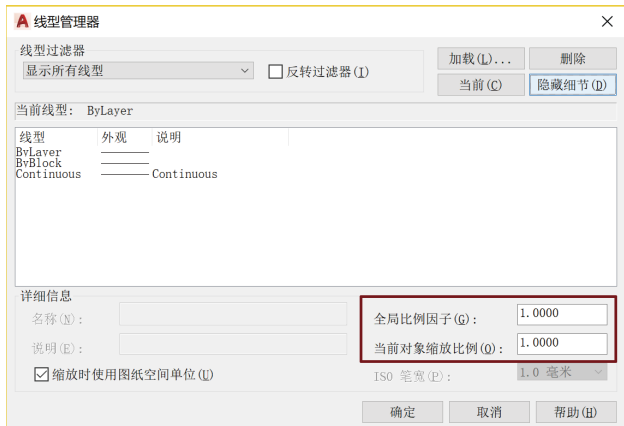 线型管理器
线型过滤器
显示所有线型
反转过滤器(I)
加载(L)...
删除
当前(C)
隐藏细节(D)
当前线型: ByLayer
线型 外观 说明
ByLayer
ByBlock
Continuous Continuous
详细信息
名称(N):
全局比例因子(G): 1.0000
说明(E):
当前对象缩放比例(O): 1.0000
缩放时使用图纸空间单位(U)
ISO 笔宽(P): 1.0 毫米
确定 取消 帮助(H)